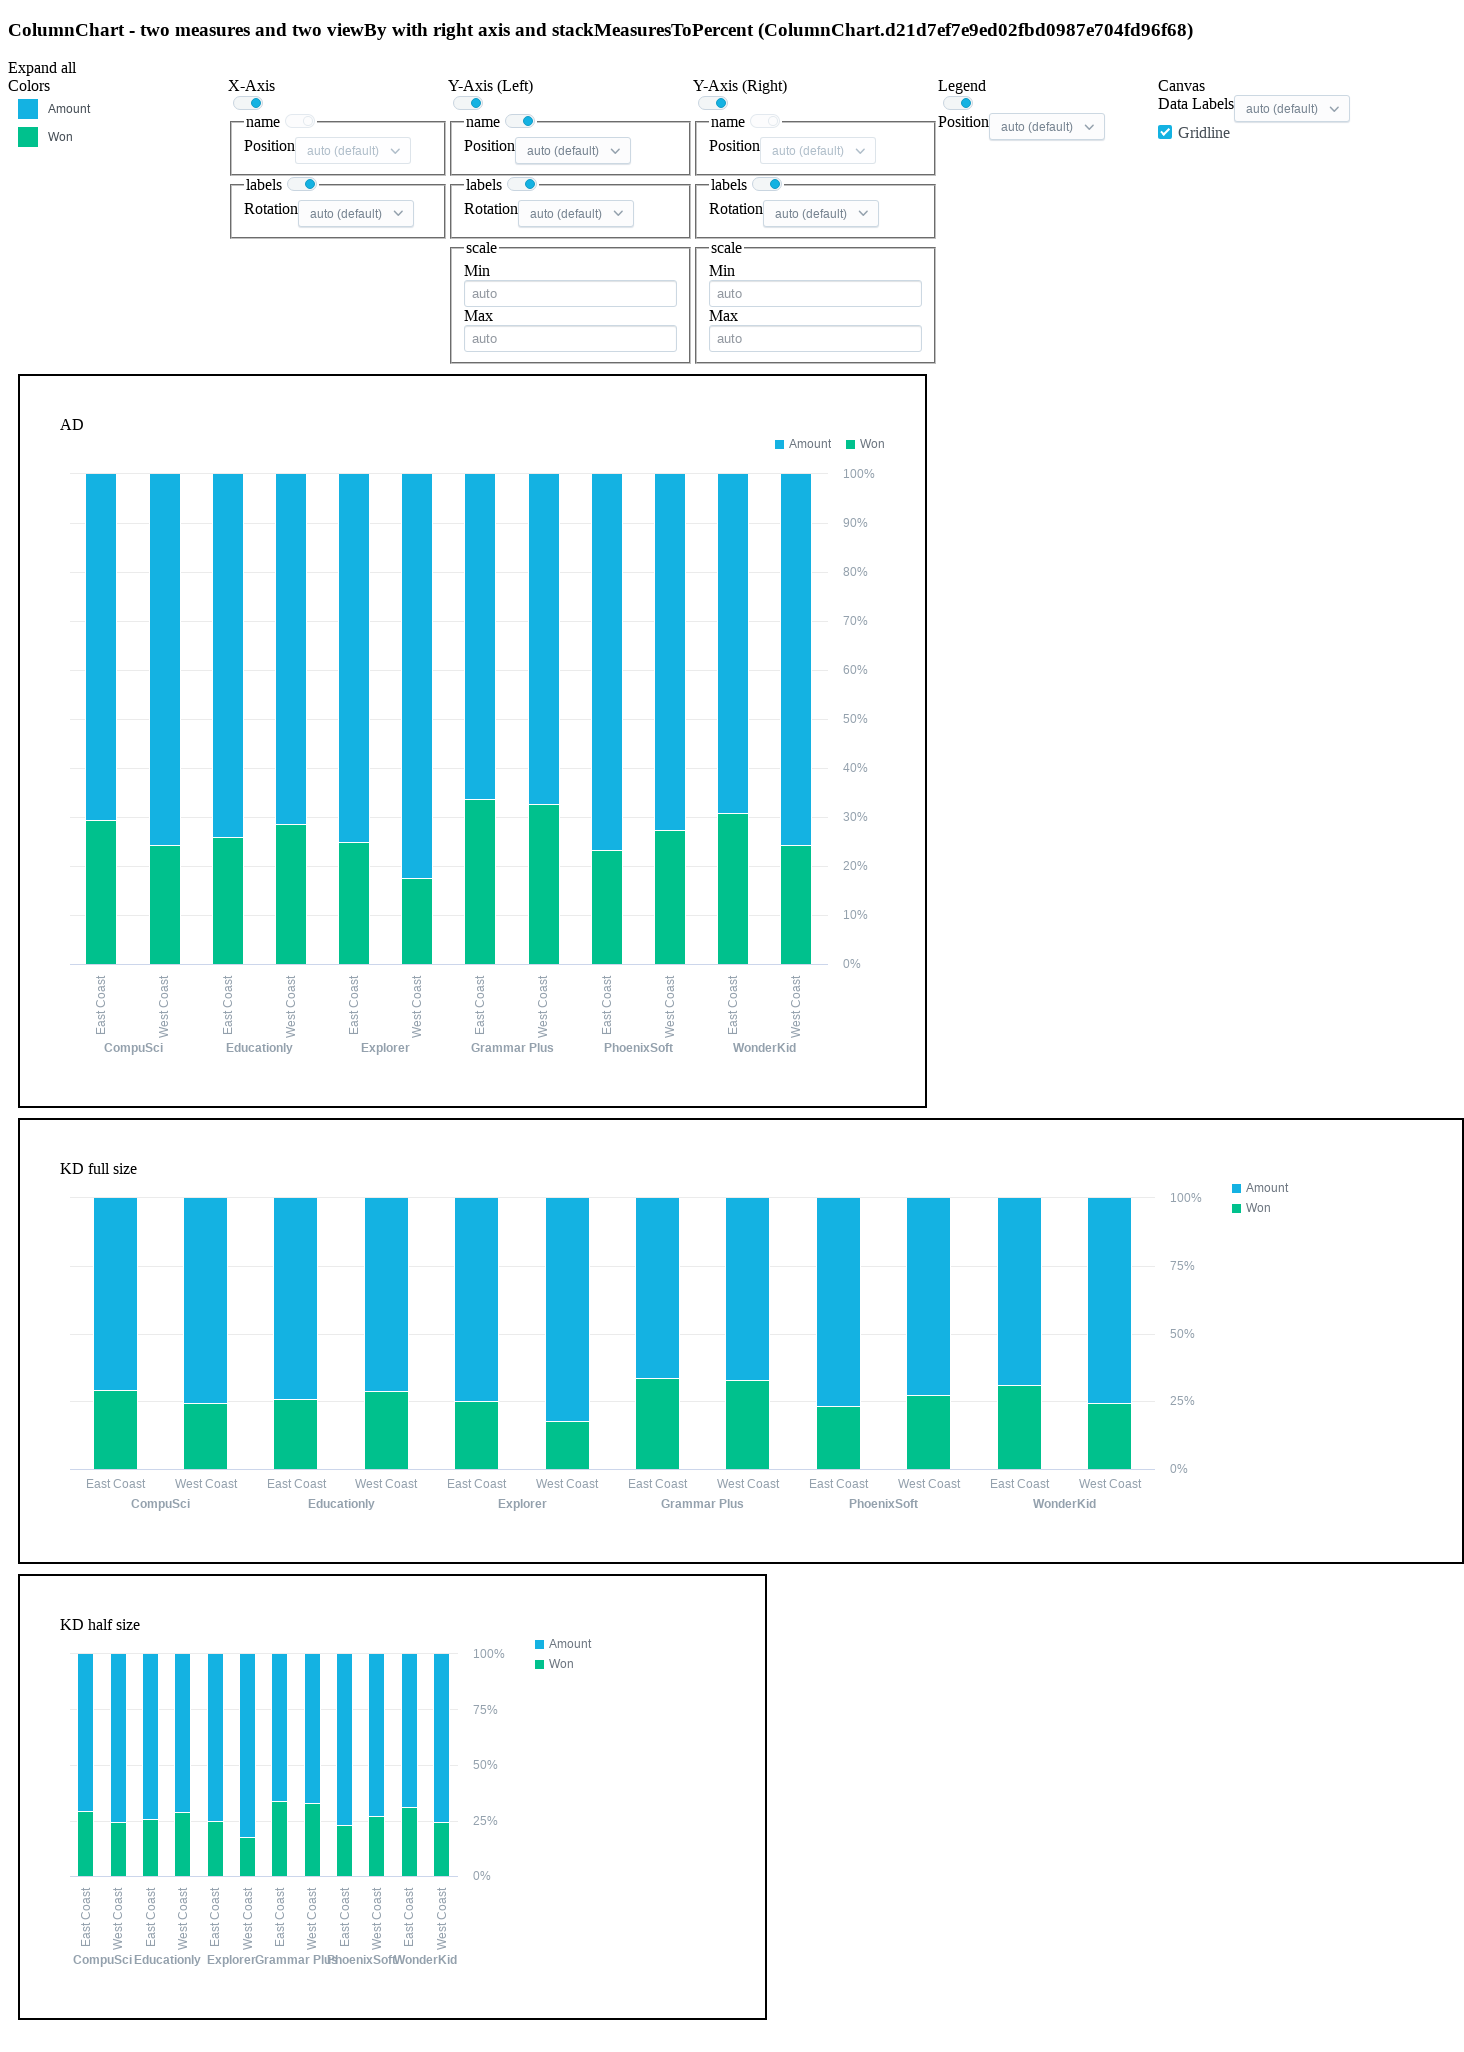 ColumnChart - two measures and two viewBy with right axis and stackMeasuresToPercent (ColumnChart.d21d7ef7e9ed02fbd0987e704fd96f68)
Expand all
Colors
Amount
Won
X-Axis
name
Position auto (default)
labels
Rotation auto (default)
Y-Axis (Left)
name
Position auto (default)
labels
Rotation auto (default)
scale
Min
auto
Max
auto
Y-Axis (Right)
name
Position auto (default)
labels
Rotation auto (default)
scale
Min
auto
Max
auto
Legend
Position auto (default)
Canvas
Data Labels auto (default)
Gridline
AD
Amount Won
100%
90%
80%
70%
60%
50%
40%
30%
20%
10%
0%
East Coast West Coast East Coast West Coast East Coast West Coast East Coast West Coast East Coast West Coast East Coast West Coast
CompuSci Educationly Explorer Grammar Plus PhoenixSoft WonderKid
KD full size
Amount
Won
100%
75%
50%
25%
0%
East Coast West Coast East Coast West Coast East Coast West Coast East Coast West Coast East Coast West Coast East Coast West Coast
CompuSci Educationly Explorer Grammar Plus PhoenixSoft WonderKid
KD half size
Amount
Won
100%
75%
50%
25%
0%
East Coast West Coast East Coast West Coast East Coast West Coast East Coast West Coast East Coast West Coast East Coast West Coast
CompuSci Educationly Explorer Grammar Plus PhoenixSoft WonderKid